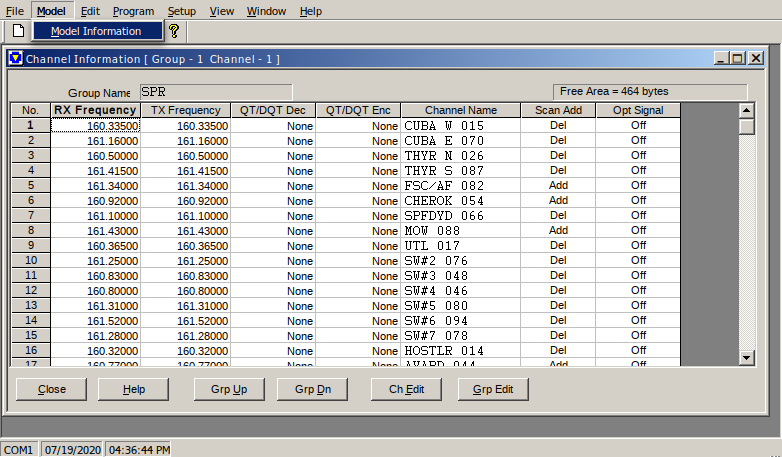 File Model Edit Program Setup View Window Help
Model Information ?
Channel Information [ Group - 1 Channel - 1 ]
Group Name SPR Free Area = 464 bytes
No. RX Frequency TX Frequency QT/DQT Dec QT/DQT Enc Channel Name Scan Add Opt Signal
1 160.33500 160.33500 None None CUBA W 015 Del Off
2 161.16000 161.16000 None None CUBA E 070 Del Off
3 160.50000 160.50000 None None THYR N 026 Del Off
4 161.41500 161.41500 None None THYR S 087 Del Off
5 161.34000 161.34000 None None FSC/AF 082 Add Off
6 160.92000 160.92000 None None CHEROK 054 Add Off
7 161.10000 161.10000 None None SPFDYD 066 Del Off
8 161.43000 161.43000 None None MOW 088 Add Off
9 160.36500 160.36500 None None UTL 017 Del Off
10 161.25000 161.25000 None None SW#2 076 Del Off
11 160.83000 160.83000 None None SW#3 048 Del Off
12 160.80000 160.80000 None None SW#4 046 Del Off
13 161.31000 161.31000 None None SW#5 080 Del Off
14 161.52000 161.52000 None None SW#6 094 Del Off
15 161.28000 161.28000 None None SW#7 078 Del Off
16 160.32000 160.32000 None None HOSTLR 014 Del Off
17 160.77000 160.77000 None None AYARD 044 Add Off
Close Help Grp Up Grp Dn Ch Edit Grp Edit
COM1 07/19/2020 04:36:44 PM